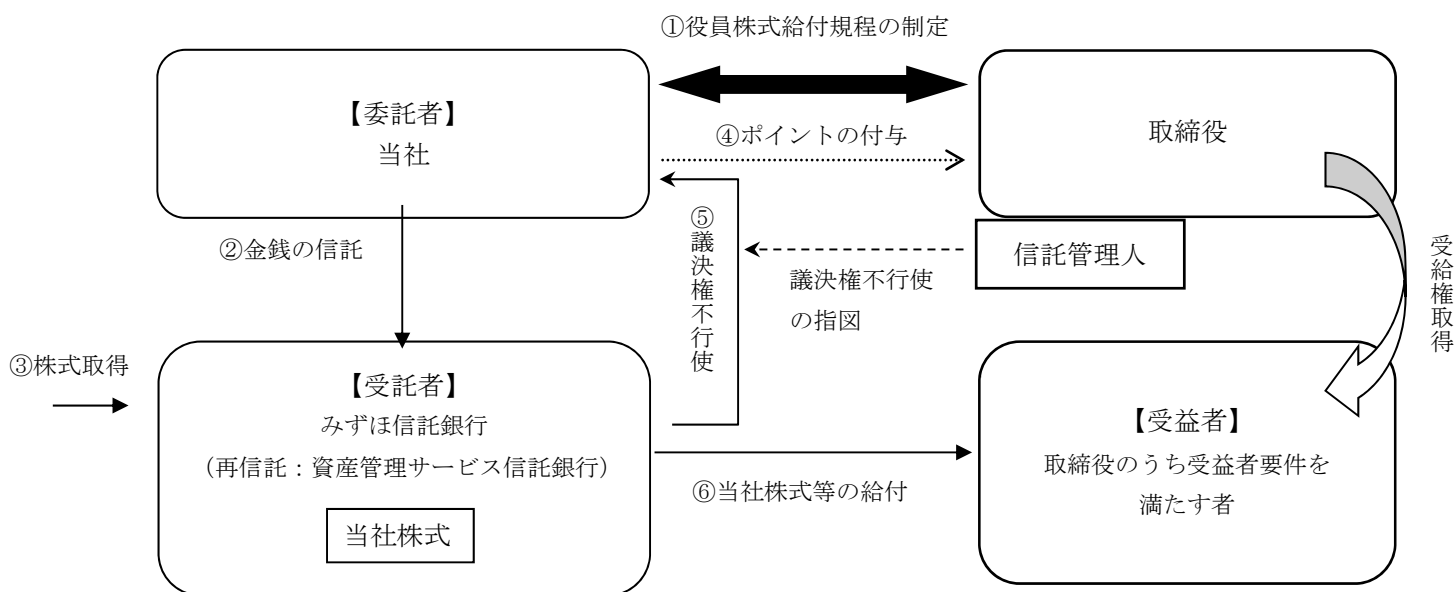 ①役員株式給付規程の制定
【委託者】
当社
④ポイントの付与
取締役
②金銭の信託
⑤議決権不行使
議決権不行使
の指図
信託管理人
受給権取得
③株式取得
【受託者】
みずほ信託銀行
（再信託：資産管理サービス信託銀行）
当社株式
⑥当社株式等の給付
【受益者】
取締役のうち受益者要件を
満たす者